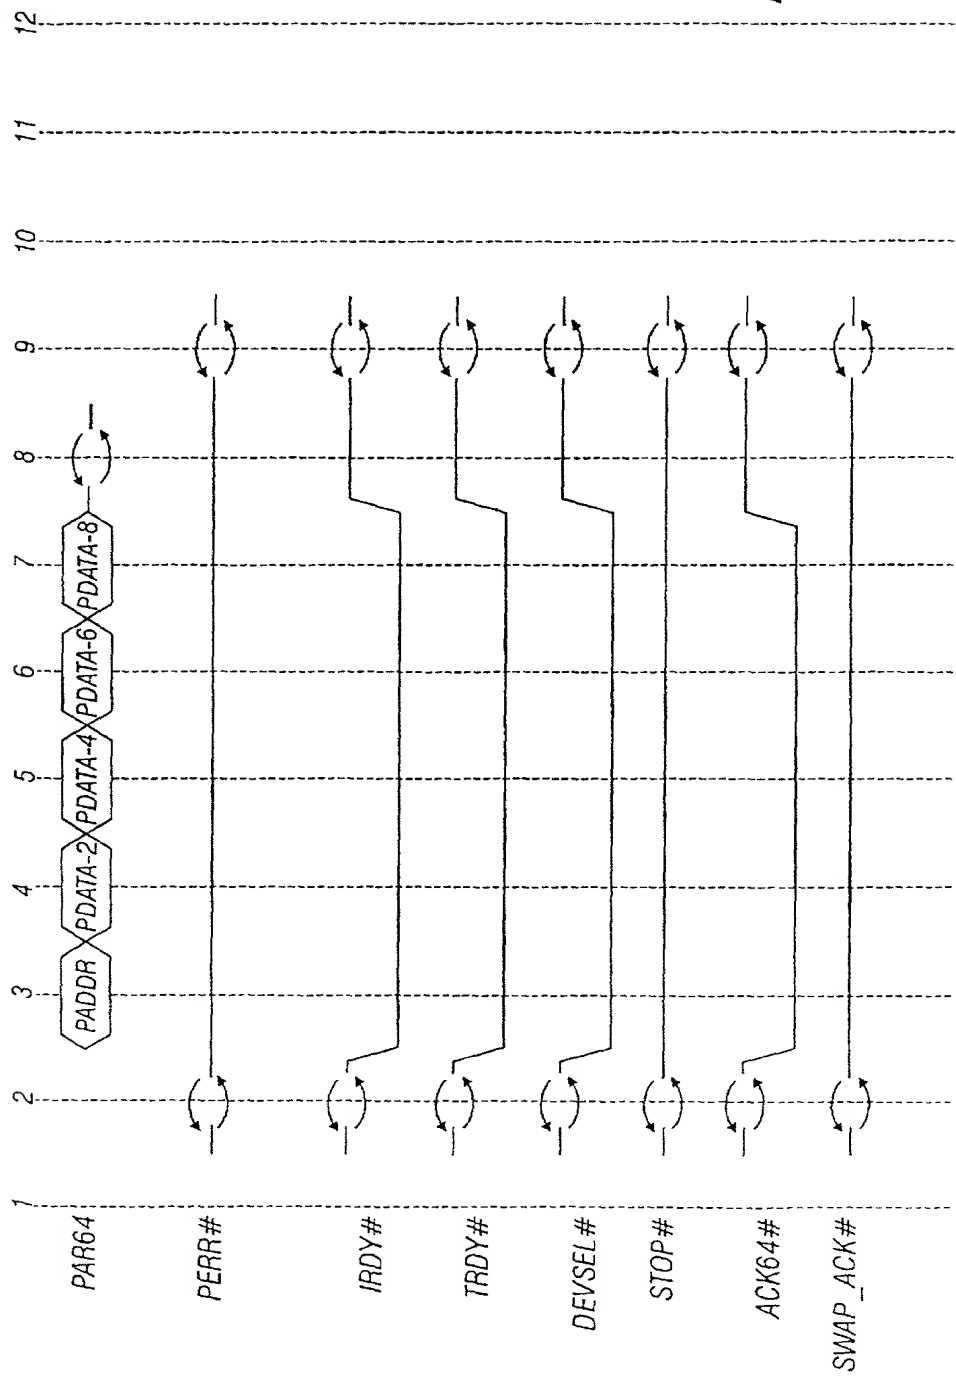 1 2 3 4 5 6 7 8 9 10 11 12
PAR64 PADDR PDATA-2 PDATA-4 PDATA-6 PDATA-8
PERR#
IRDY#
TRDY#
DEVSEL#
STOP#
ACK64#
SWAP_ACK#